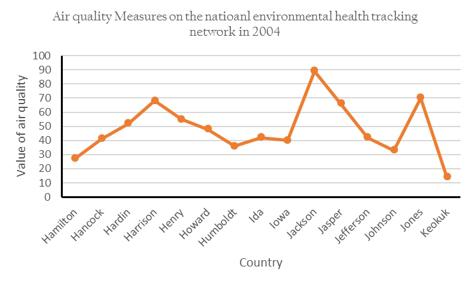 Air quality Measures on the natioanl environmental health tracking
network in 2004
100
90
80
70
60
50
40
30
20
10
0
Value of air quality
Hamilton
Hancock
Hardin
Harrison
Henry
Howard
Humboldt
Ida
Iowa
Jackson
Jasper
Jefferson
Johnson
Jones
Keokuk
Country